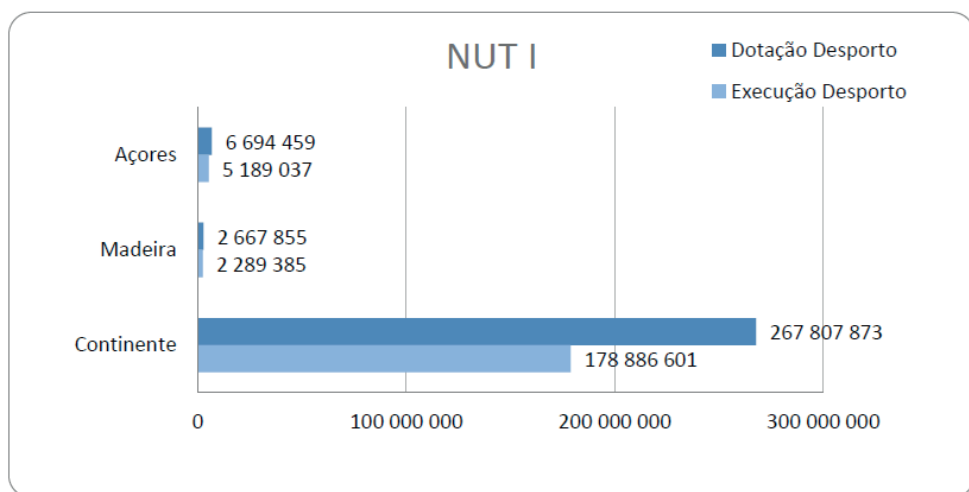 NUT I
Dotação Desporto
Execução Desporto
Açores
6 694 459
5 189 037
Madeira
2 667 855
2 289 385
Continente
267 807 873
178 886 601
0
100 000 000
200 000 000
300 000 000